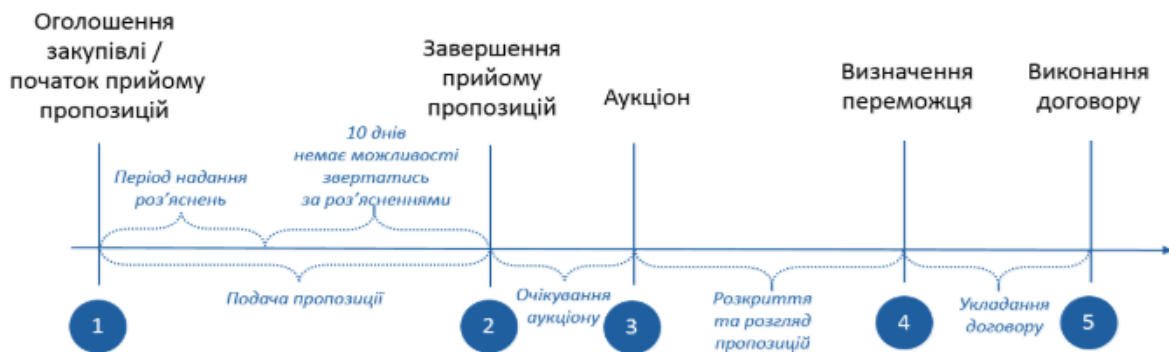 Оголошення
закупівлі /
початок прийому
пропозицій
Завершення
прийому
пропозицій
Аукціон
Визначення
переможця
Виконання
договору
Період надання
роз’яснень
10 днів
немає можливості
звертатись
за роз’ясненнями
Подача пропозиції
Очікування
аукціону
Розкриття
та розгляд
пропозицій
Укладання
договору
1
2
3
4
5